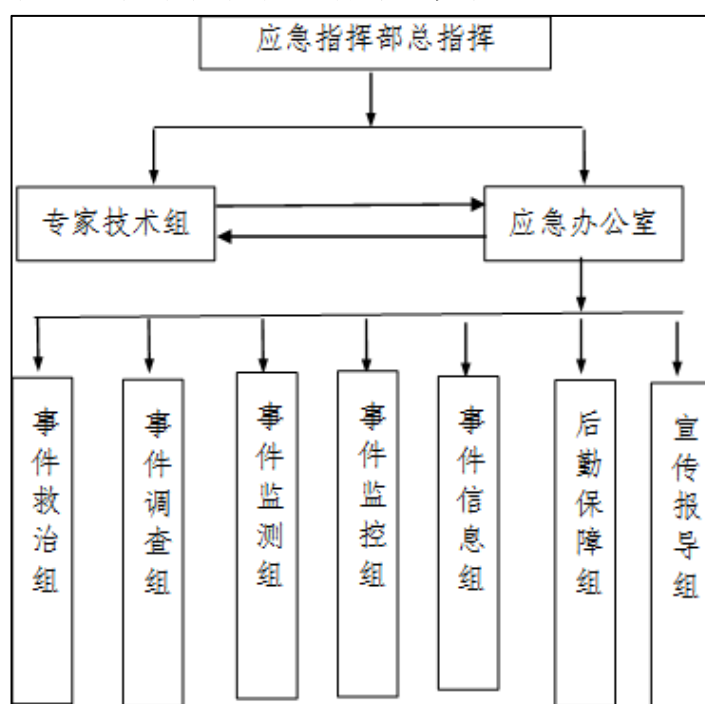 应急指挥部总指挥
专家技术组
应急办公室
事件救治组
事件调查组
事件监测组
事件监控组
事件信息组
后勤保障组
宣传报导组